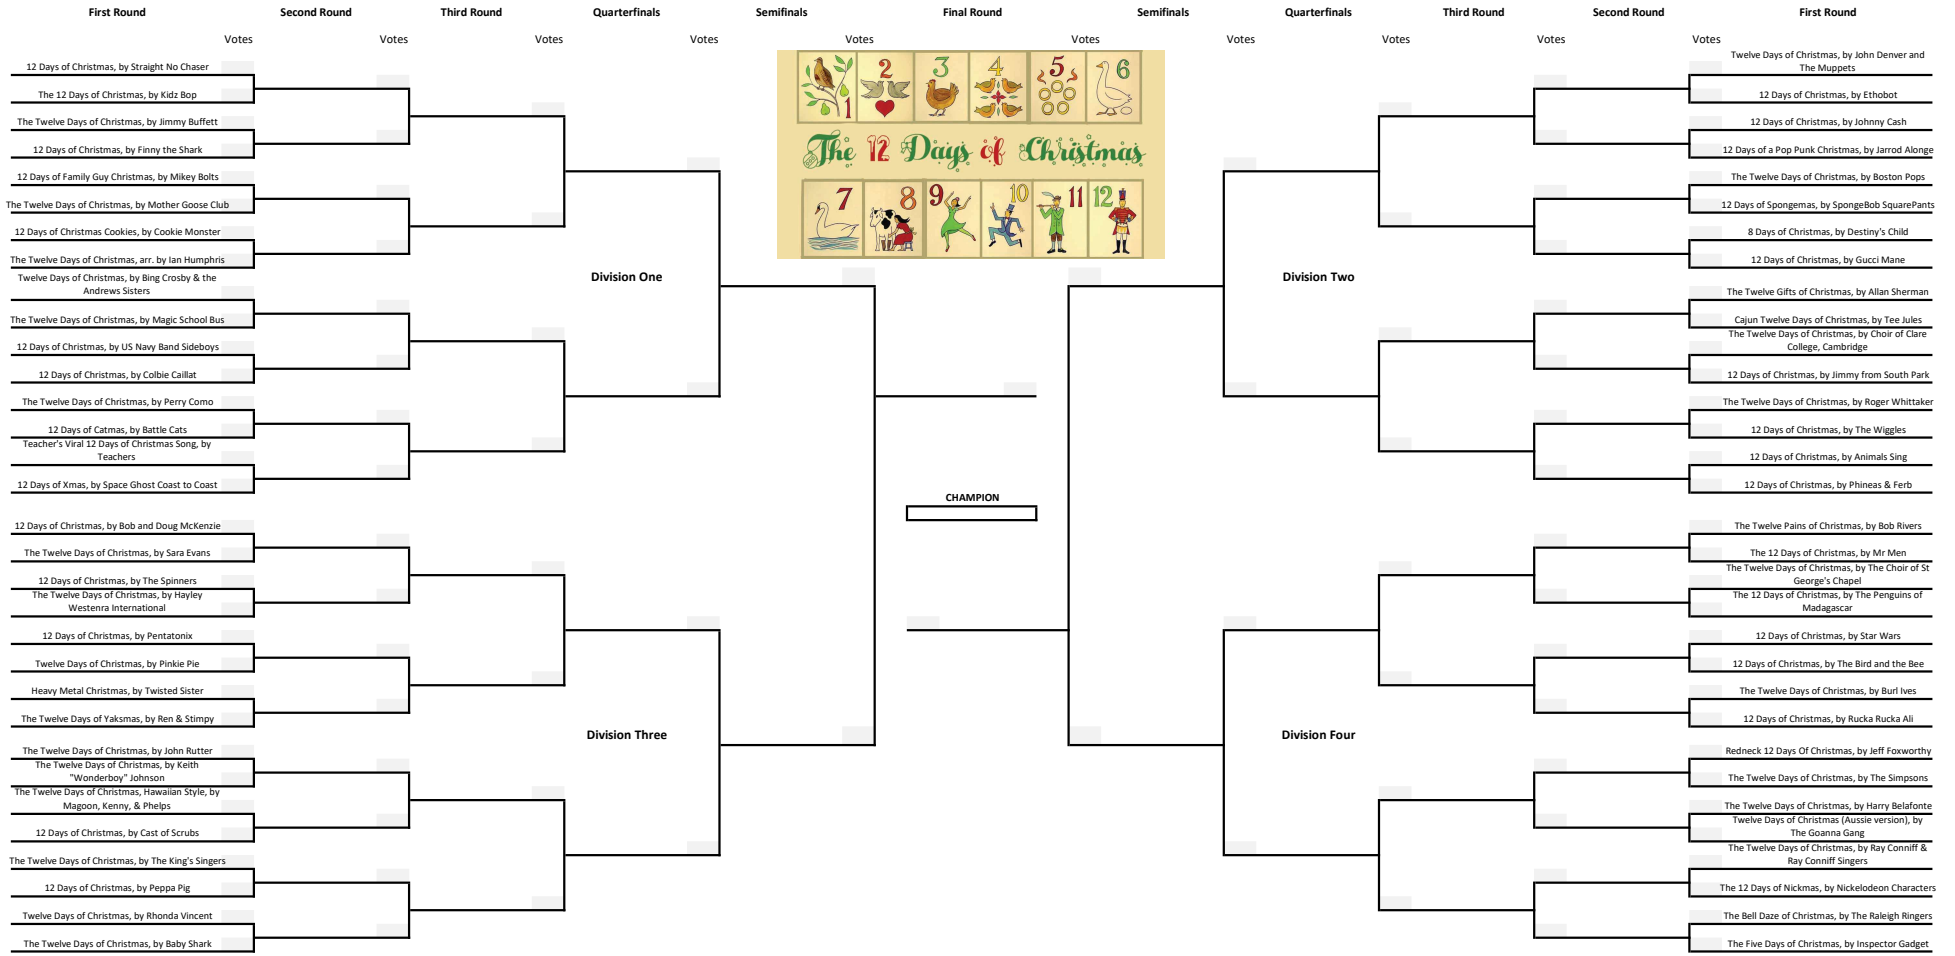 First Round
Second Round
Third Round
Quarterfinals
Semifinals
Final Round
Semifinals
Quarterfinals
Third Round
Second Round
First Round
Votes
Votes
Votes
Votes
Votes
Votes
Votes
Votes
Votes
Votes
12 Days of Christmas, by Straight No Chaser
The 12 Days of Christmas, by Kidz Bop
The Twelve Days of Christmas, by Jimmy Buffett
12 Days of Christmas, by Finny the Shark
12 Days of Family Guy Christmas, by Mikey Bolts
The Twelve Days of Christmas, by Mother Goose Club
12 Days of Christmas Cookies, by Cookie Monster
The Twelve Days of Christmas, arr. by Ian Humphris
Twelve Days of Christmas, by Bing Crosby & the
Andrews Sisters
The Twelve Days of Christmas, by Magic School Bus
12 Days of Christmas, by US Navy Band Sideboys
12 Days of Christmas, by Colbie Caillat
The Twelve Days of Christmas, by Perry Como
12 Days of Catmas, by Battle Cats
Teacher's Viral 12 Days of Christmas Song, by
Teachers
12 Days of Xmas, by Space Ghost Coast to Coast
Division One
12 Days of Christmas, by Bob and Doug McKenzie
The Twelve Days of Christmas, by Sara Evans
12 Days of Christmas, by The Spinners
The Twelve Days of Christmas, by Hayley
Westenra International
12 Days of Christmas, by Pentatonix
Twelve Days of Christmas, by Pinkie Pie
Heavy Metal Christmas, by Twisted Sister
The Twelve Days of Yaksmas, by Ren & Stimpy
The Twelve Days of Christmas, by John Rutter
The Twelve Days of Christmas, by Keith
"Wonderboy" Johnson
The Twelve Days of Christmas, Hawaiian Style, by
Magoon, Kenny, & Phelps
12 Days of Christmas, by Cast of Scrubs
The Twelve Days of Christmas, by The King's Singers
12 Days of Christmas, by Peppa Pig
Twelve Days of Christmas, by Rhonda Vincent
The Twelve Days of Christmas, by Baby Shark
Division Three
1 2 3 4 5 6
The 12 Days of Christmas
7 8 9 10 11 12
CHAMPION
Twelve Days of Christmas, by John Denver and
The Muppets
12 Days of Christmas, by Ethobot
12 Days of Christmas, by Johnny Cash
12 Days of a Pop Punk Christmas, by Jarrod Alonge
The Twelve Days of Christmas, by Boston Pops
12 Days of Spongemas, by SpongeBob SquarePants
8 Days of Christmas, by Destiny's Child
12 Days of Christmas, by Gucci Mane
The Twelve Gifts of Christmas, by Allan Sherman
Cajun Twelve Days of Christmas, by Tee Jules
The Twelve Days of Christmas, by Choir of Clare
College, Cambridge
12 Days of Christmas, by Jimmy from South Park
The Twelve Days of Christmas, by Roger Whittaker
12 Days of Christmas, by The Wiggles
12 Days of Christmas, by Animals Sing
12 Days of Christmas, by Phineas & Ferb
Division Two
The Twelve Pains of Christmas, by Bob Rivers
The 12 Days of Christmas, by Mr Men
The Twelve Days of Christmas, by The Choir of St
George's Chapel
The 12 Days of Christmas, by The Penguins of
Madagascar
12 Days of Christmas, by Star Wars
12 Days of Christmas, by The Bird and the Bee
The Twelve Days of Christmas, by Burl Ives
12 Days of Christmas, by Rucka Rucka Ali
Redneck 12 Days Of Christmas, by Jeff Foxworthy
The Twelve Days of Christmas, by The Simpsons
The Twelve Days of Christmas, by Harry Belafonte
Twelve Days of Christmas (Aussie version), by
The Goanna Gang
The Twelve Days of Christmas, by Ray Conniff &
Ray Conniff Singers
The 12 Days of Nickmas, by Nickelodeon Characters
The Bell Daze of Christmas, by The Raleigh Ringers
The Five Days of Christmas, by Inspector Gadget
Division Four